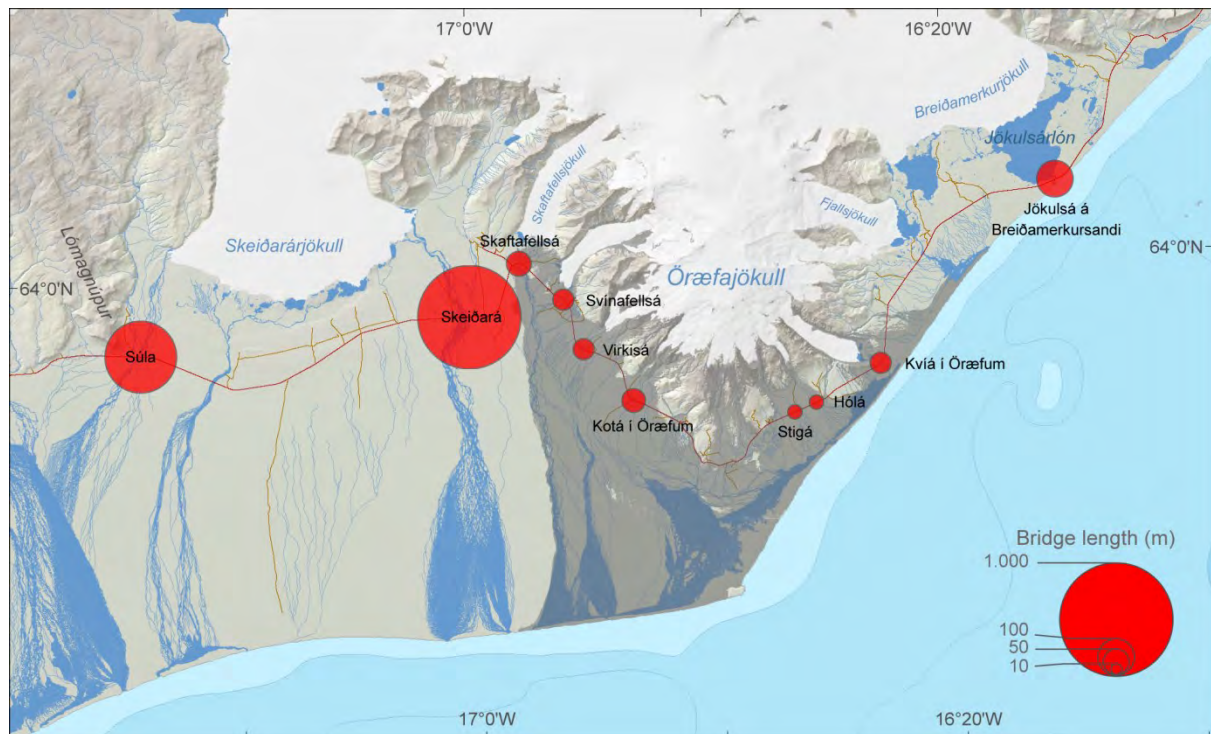 17°0'W
16°20'W
Breiðamerkurjökull
Jökulsárlón
Skaftafellsjökull
Fjallsjökull
Jökulsá á
Breiðamerkursandi
Lómagnúpur
Skeiðarárjökull
Skaftafellsá
64°0'N
Öræfajökull
64°0'N
Svínafellsá
Skeiðará
Súla
Virkisá
Kvíá í Öræfum
Kotá í Öræfum
Hólá
Stigá
Bridge length (m)
1.000
100
50
10
17°0'W
16°20'W